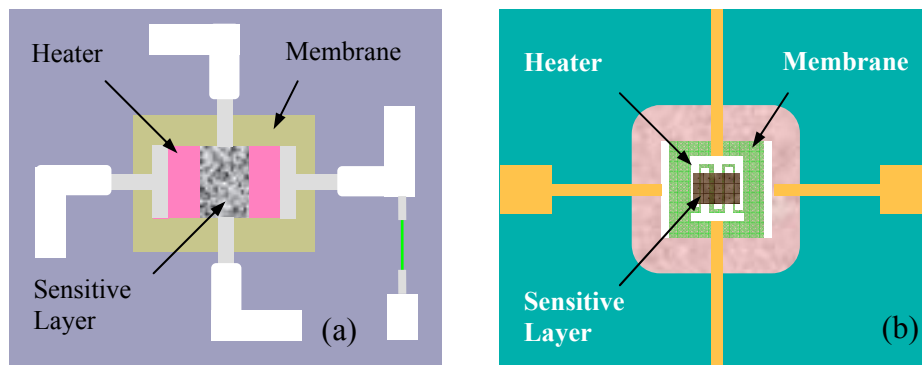 Heater
Membrane
Sensitive
Layer
(a)
Heater
Membrane
Sensitive
Layer
(b)